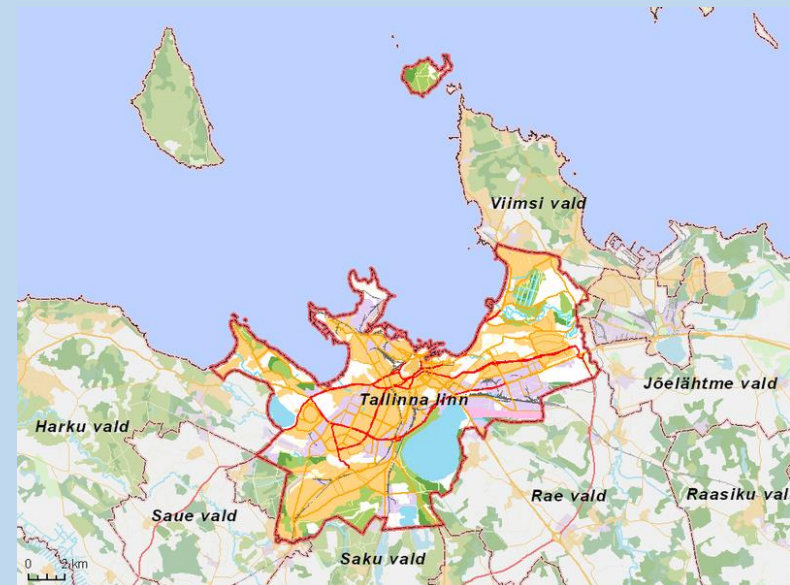 Viimsi vald
Jõelähtme vald
Tallinna linn
Harku vald
Rae vald
Raasiku val
Saue vald
Saku vald
0 2 km